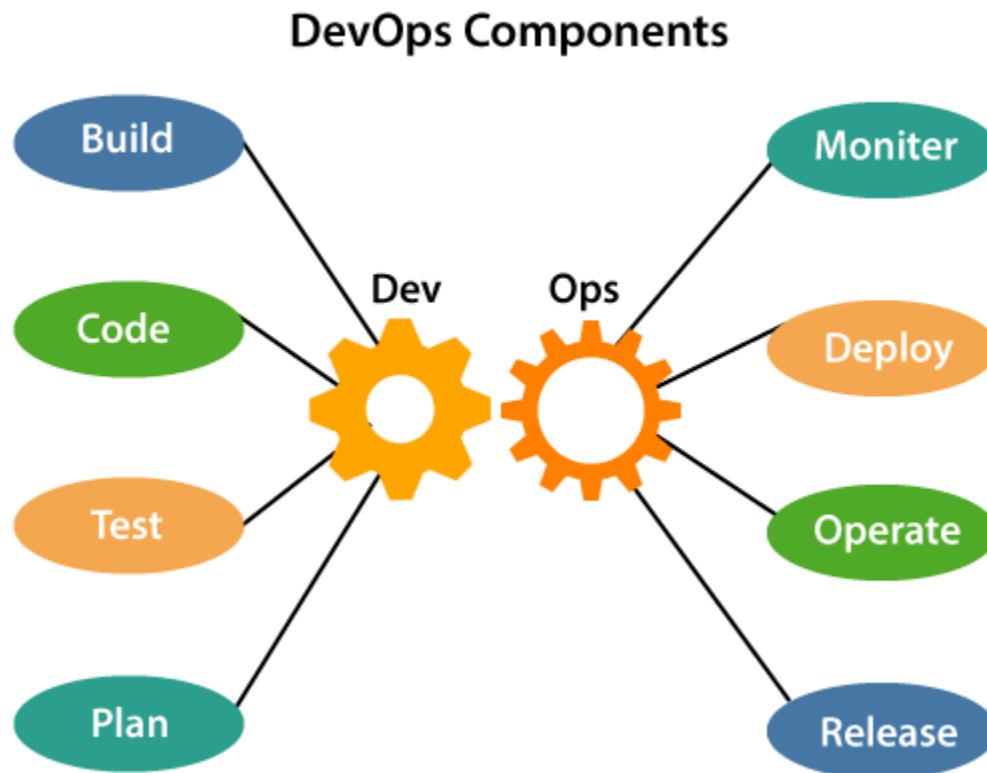 DevOps Components
Build
Code
Test
Plan
Dev
Ops
Moniter
Deploy
Operate
Release